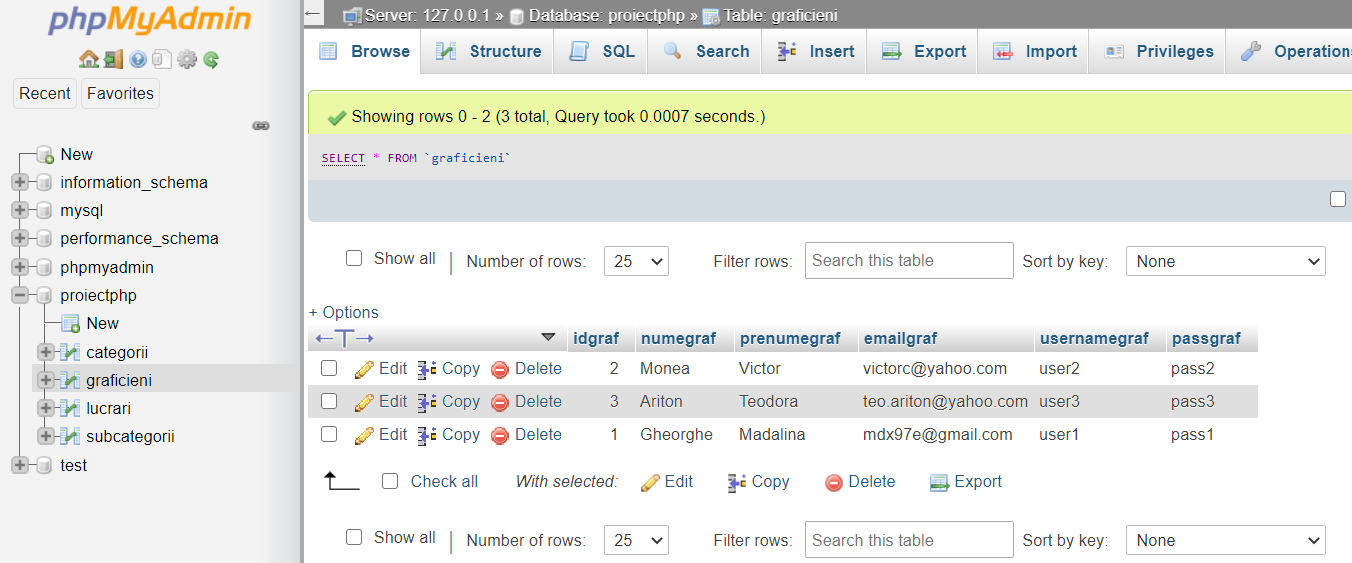 phpMyAdmin
Recent Favorites
New
information_schema
mysql
performance_schema
phpmyadmin
proiectphp
New
categorii
graficieni
lucrari
subcategorii
test
Server: 127.0.0.1 » Database: proiectphp » Table: graficieni
Browse Structure SQL Search Insert Export Import Privileges Operation
Showing rows 0 - 2 (3 total, Query took 0.0007 seconds.)
SELECT * FROM `graficieni`
Show all | Number of rows: 25 Filter rows: Search this table Sort by key: None
+ Options
idgraf numegraf prenumegraf emailgraf usernamegraf passgraf
Edit Copy Delete 2 Monea Victor victorc@yahoo.com user2 pass2
Edit Copy Delete 3 Ariton Teodora teo.ariton@yahoo.com user3 pass3
Edit Copy Delete 1 Gheorghe Madalina mdx97e@gmail.com user1 pass1
Check all With selected: Edit Copy Delete Export
Show all | Number of rows: 25 Filter rows: Search this table Sort by key: None